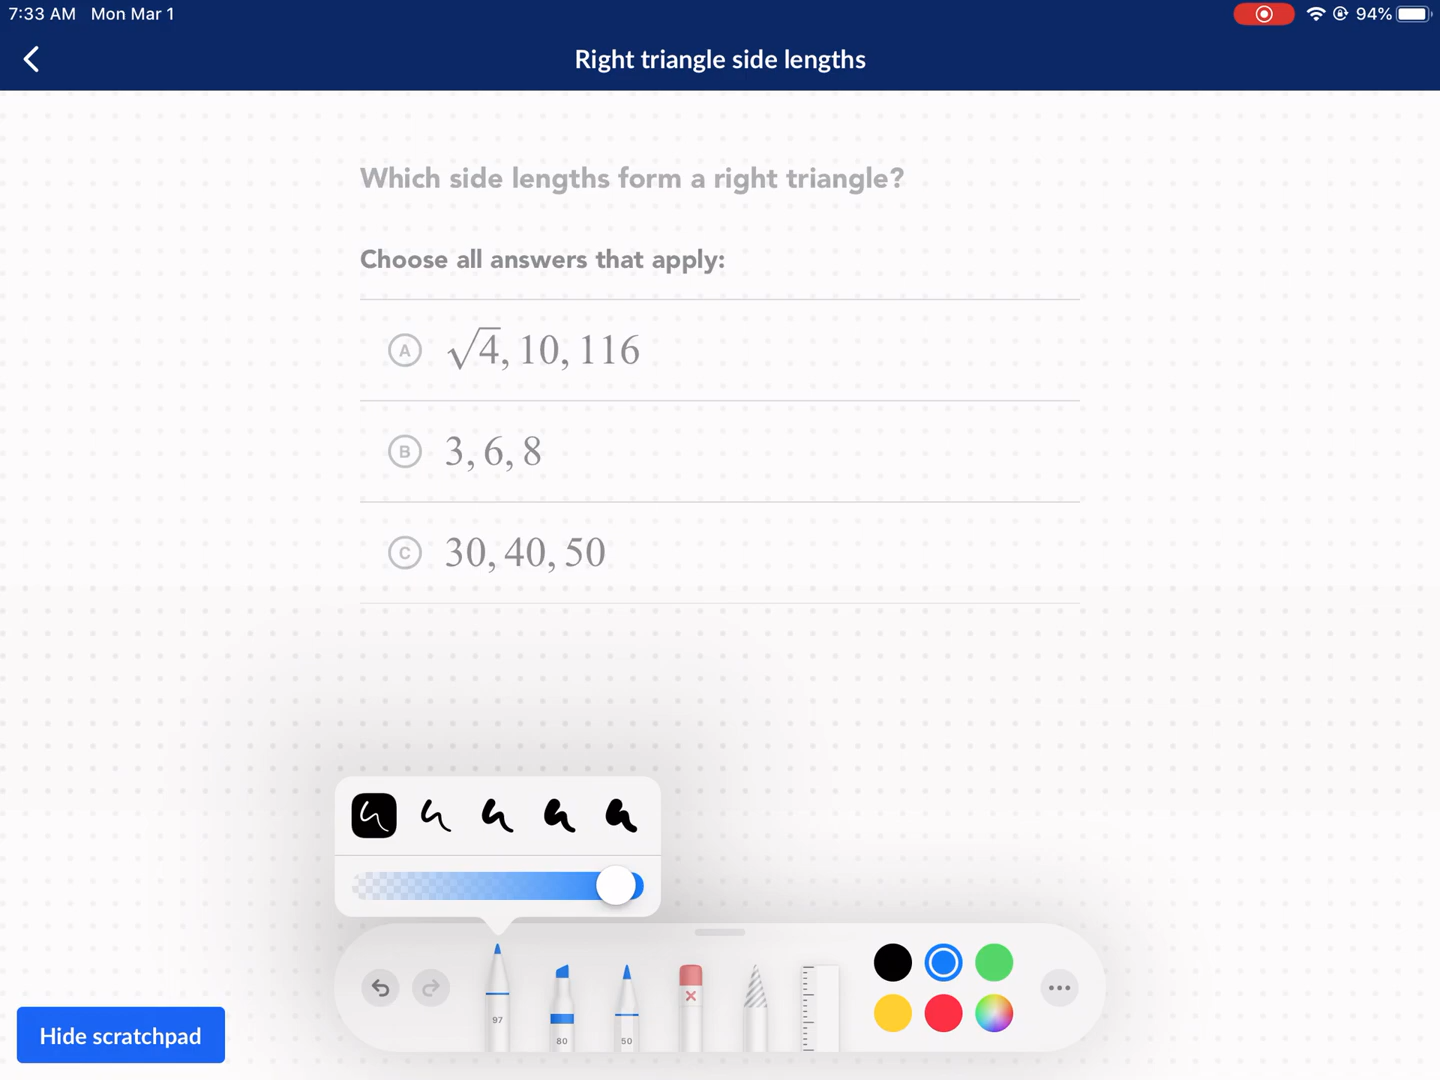 7:33 AM Mon Mar 1 94%
Right triangle side lengths
Which side lengths form a right triangle?
Choose all answers that apply:
A √4, 10, 116
B 3, 6, 8
C 30, 40, 50
97 80 50
Hide scratchpad